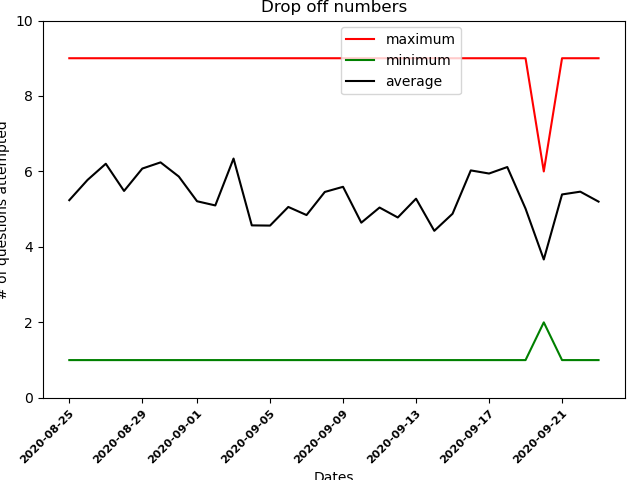 Drop off numbers
10
8
6
4
2
0
# of questions attempted
maximum
minimum
average
2020-08-25
2020-08-29
2020-09-01
2020-09-05
2020-09-09
2020-09-13
2020-09-17
2020-09-21
Dates